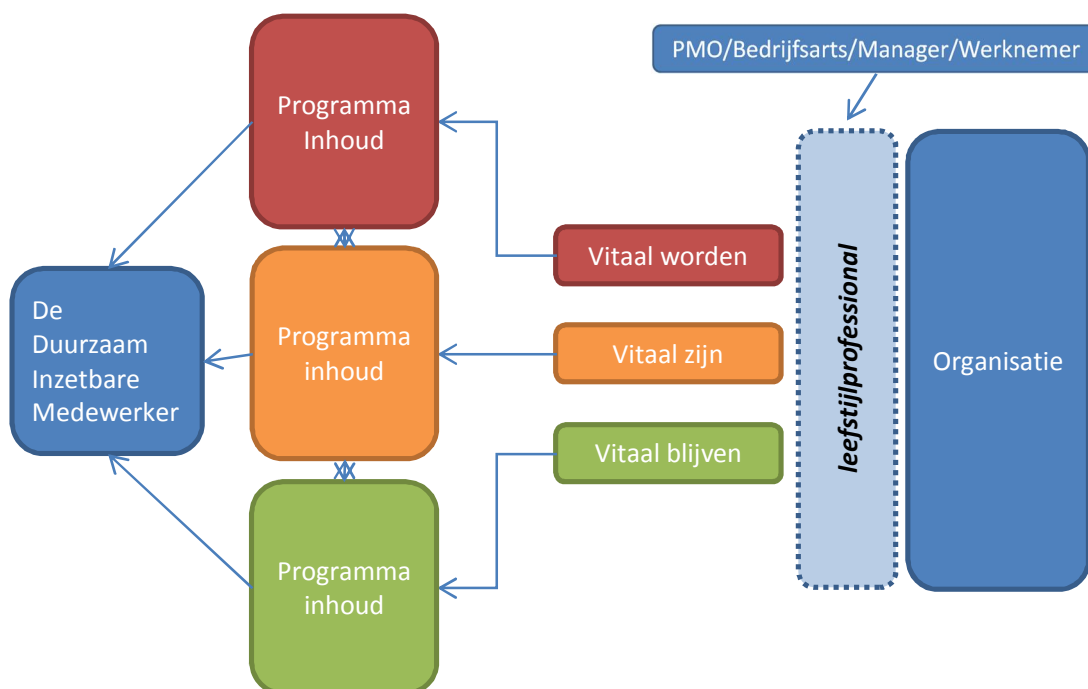 PMO/Bedrijfsarts/Manager/Werknemer
Programma
Inhoud
Vitaal worden
De
Duurzaam
Inzetbare
Medewerker
Programma
inhoud
Vitaal zijn
leefstijlprofessional
Organisatie
Vitaal blijven
Programma
inhoud